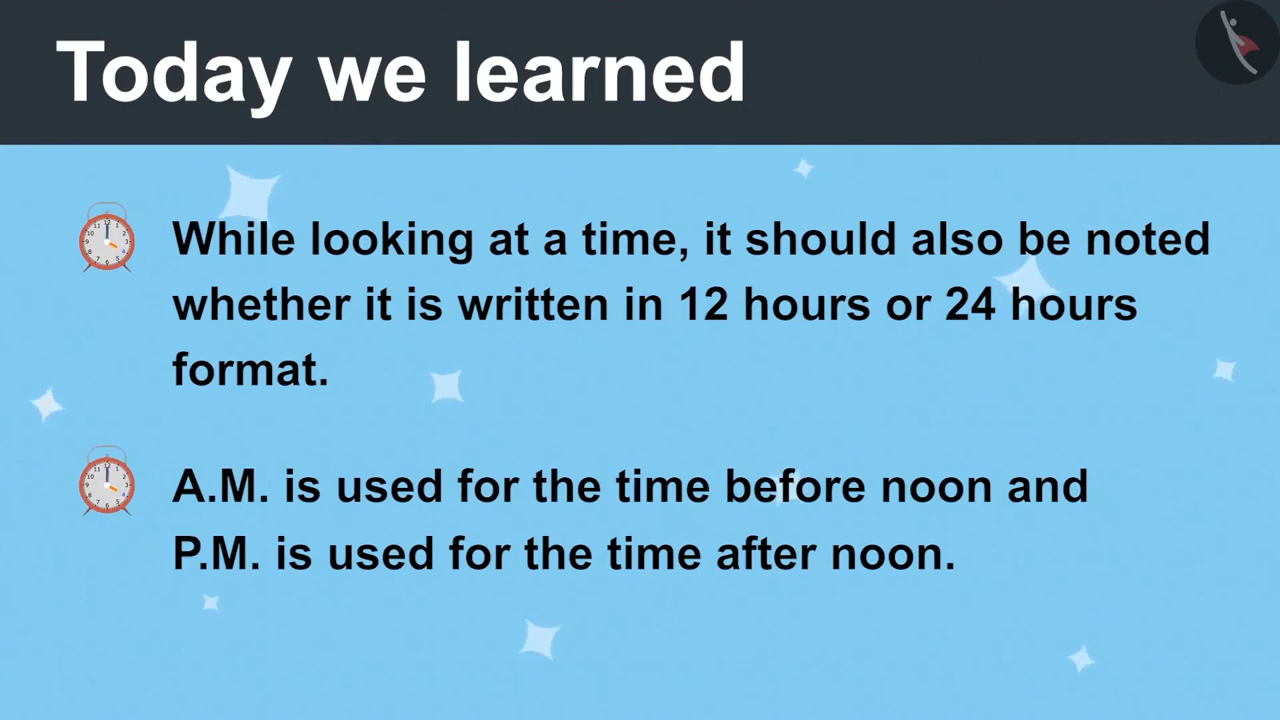 Today we learned
While looking at a time, it should also be noted
whether it is written in 12 hours or 24 hours
format.
A.M. is used for the time before noon and
P.M. is used for the time after noon.